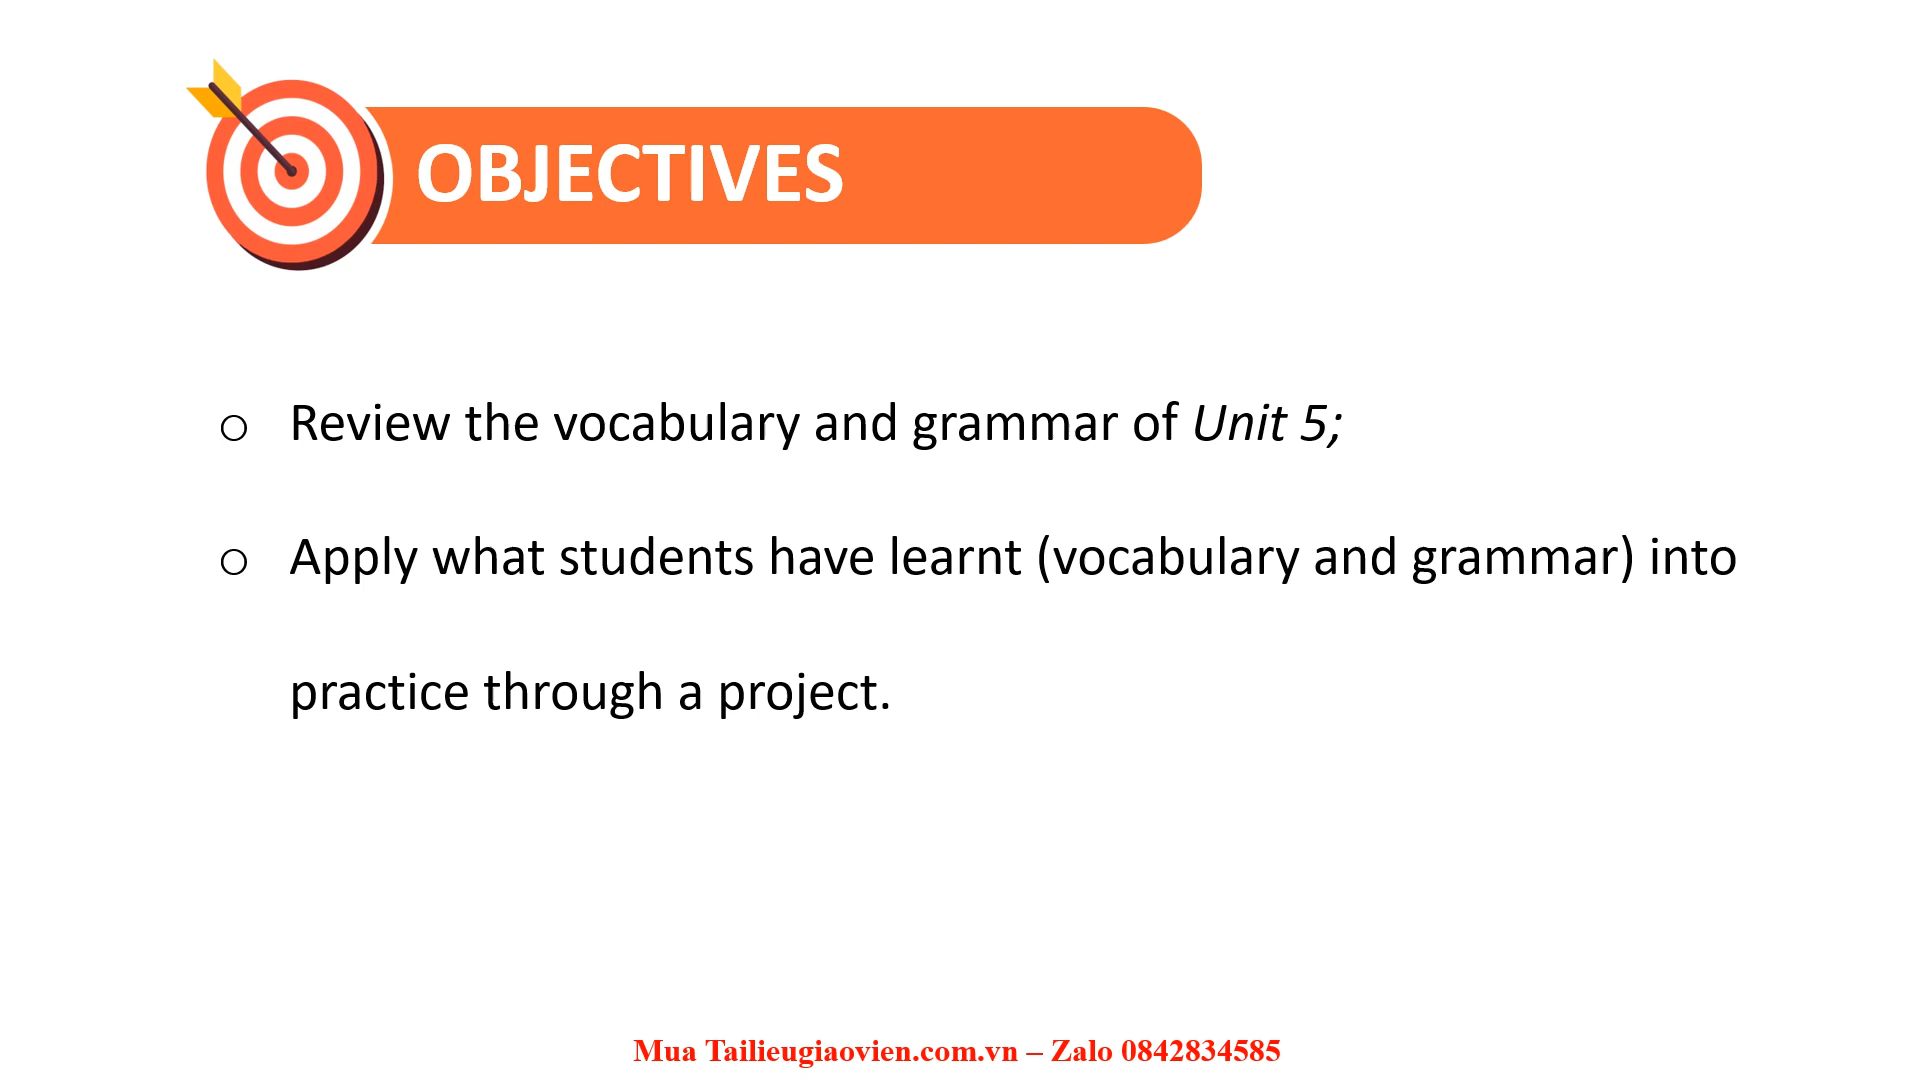 OBJECTIVES
o Review the vocabulary and grammar of Unit 5;
o Apply what students have learnt (vocabulary and grammar) into
practice through a project.
Mua Tailieugiaovien.com.vn – Zalo 0842834585